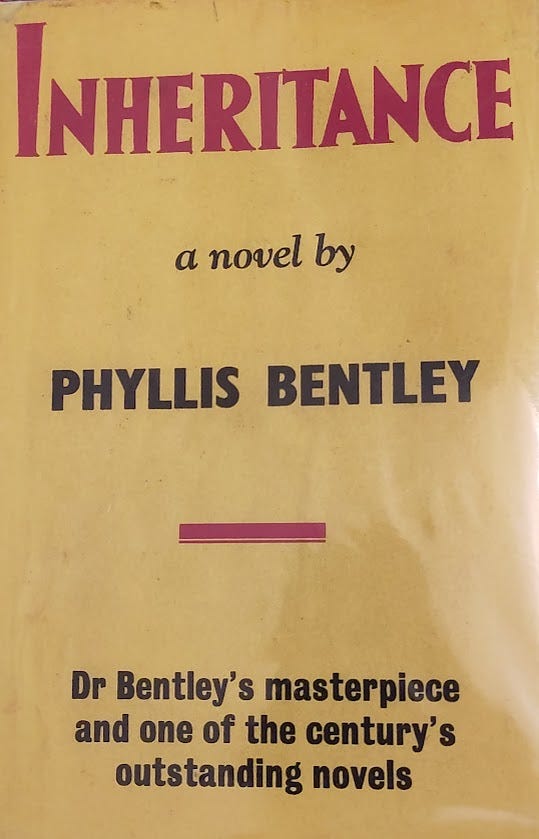 INHERITANCE
a novel by
PHYLLIS BENTLEY
Dr Bentley's masterpiece
and one of the century's
outstanding novels